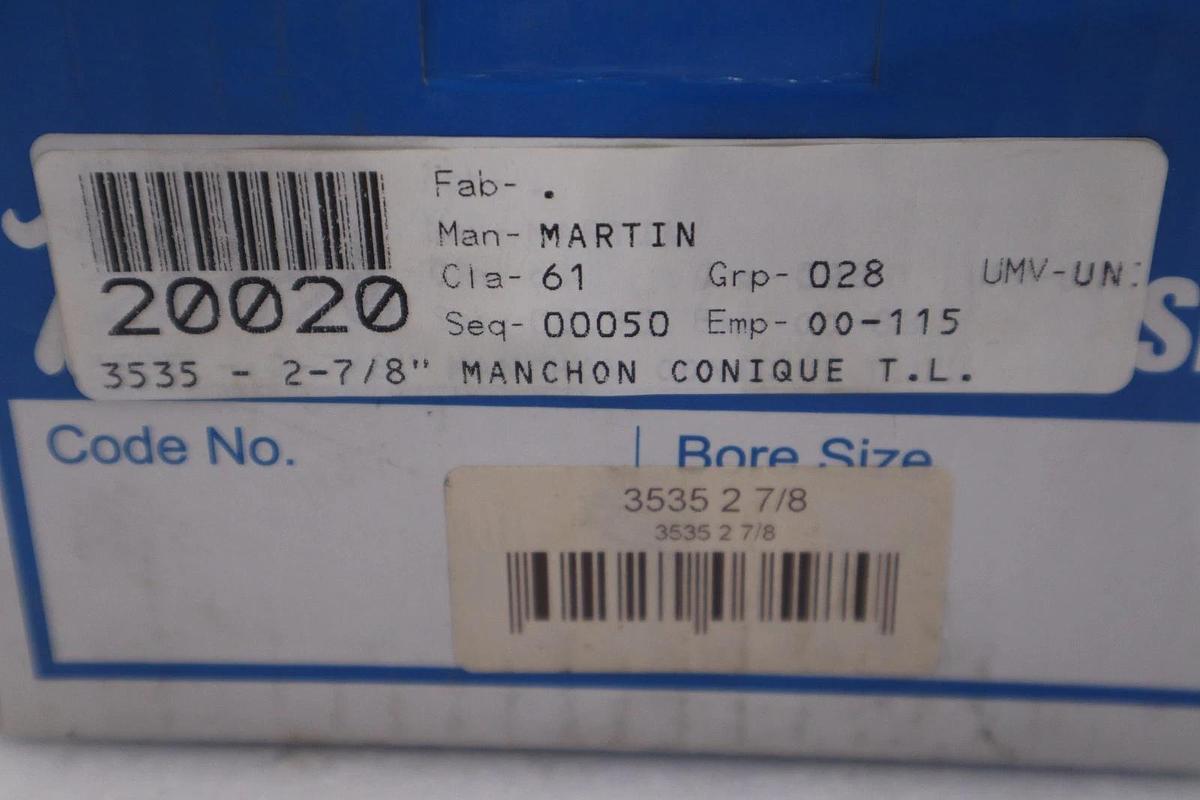 Fab- .
Man- MARTIN
Cla- 61 Grp- 028 UMV-UN
20020
Seq- 00050 Emp- 00-115
3535 - 2-7/8" MANCHON CONIQUE T.L.
Code No. Bore Size
3535 2 7/8
3535 2 7/8